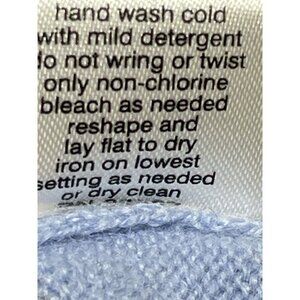 hand wash cold
with mild detergent
do not wring or twist
only non-chlorine
bleach as needed
reshape and
lay flat to dry
iron on lowest
setting as needed
or dry clean